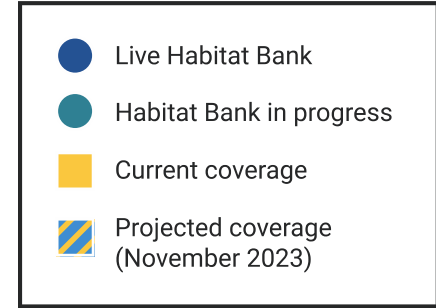 Live Habitat Bank
Habitat Bank in progress
Current coverage
Projected coverage
(November 2023)